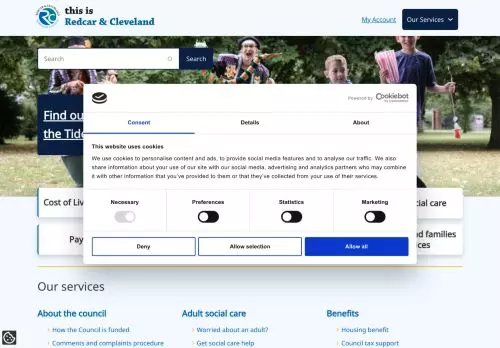 this is
Redcar & Cleveland
My Account
Our Services
Search
Search
Find ou
the Tide
Powered by Cookiebot
Consent
Details
About
This website uses cookies
We use cookies to personalise content and ads, to provide social media features and to analyse our traffic. We also
share information about your use of our site with our social media, advertising and analytics partners who may combine
it with other information that you've provided to them or that they've collected from your use of their services.
Necessary
Preferences
Statistics
Marketing
Deny
Allow selection
Allow all
Cost of Liv
cial care
Pay
nd families
ices
Our services
About the council
Adult social care
Benefits
How the Council is funded
Worried about an adult?
Housing benefit
Comments and complaints procedure
Get social care help
Council tax support